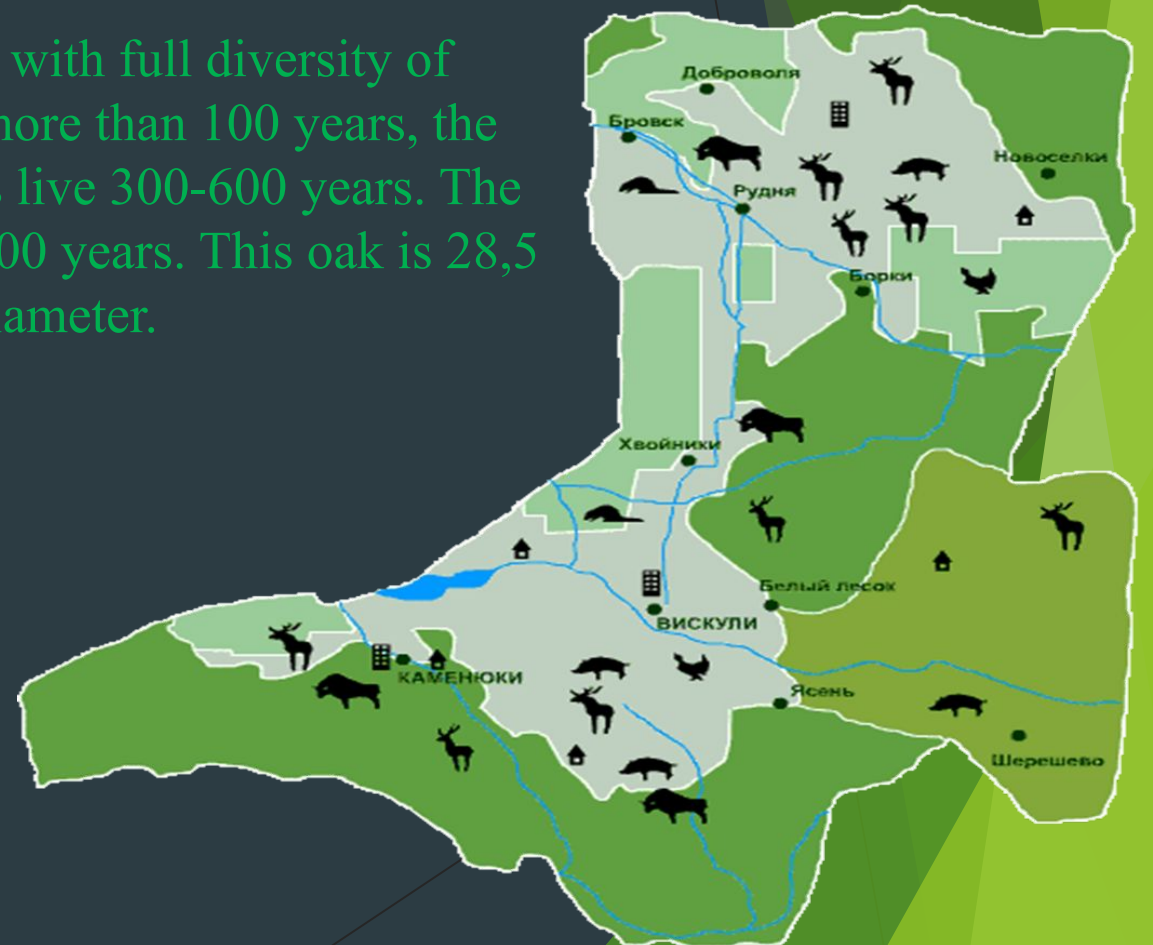 with full diversity of
more than 100 years, the
live 300-600 years. The
00 years. This oak is 28,5
iameter.
Доброволя
Бровск
Новоселки
Рудня
Борки
Хвойники
Белый лесок
ВИСКУЛИ
КАМЕНЮКИ
Ясень
Шерешево